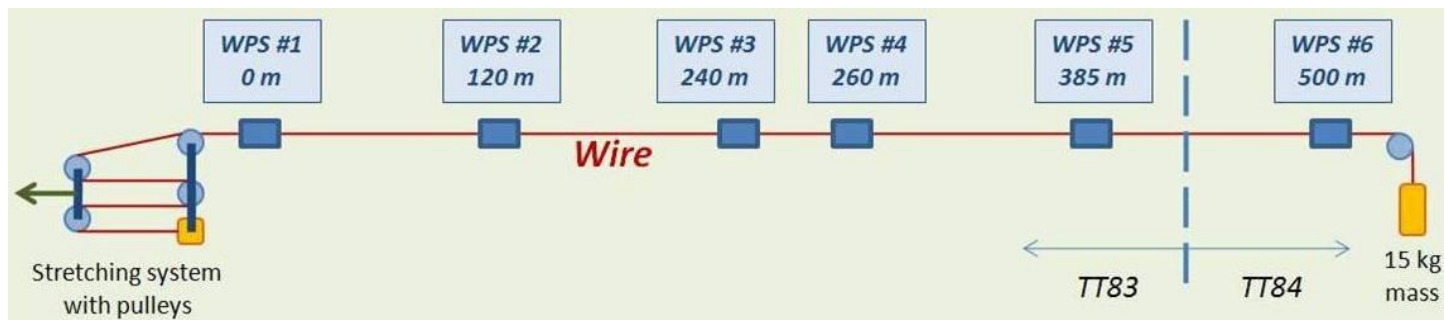 WPS #1
0 m
WPS #2
120 m
WPS #3
240 m
WPS #4
260 m
WPS #5
385 m
WPS #6
500 m
Wire
Stretching system
with pulleys
TT83
TT84
15 kg
mass